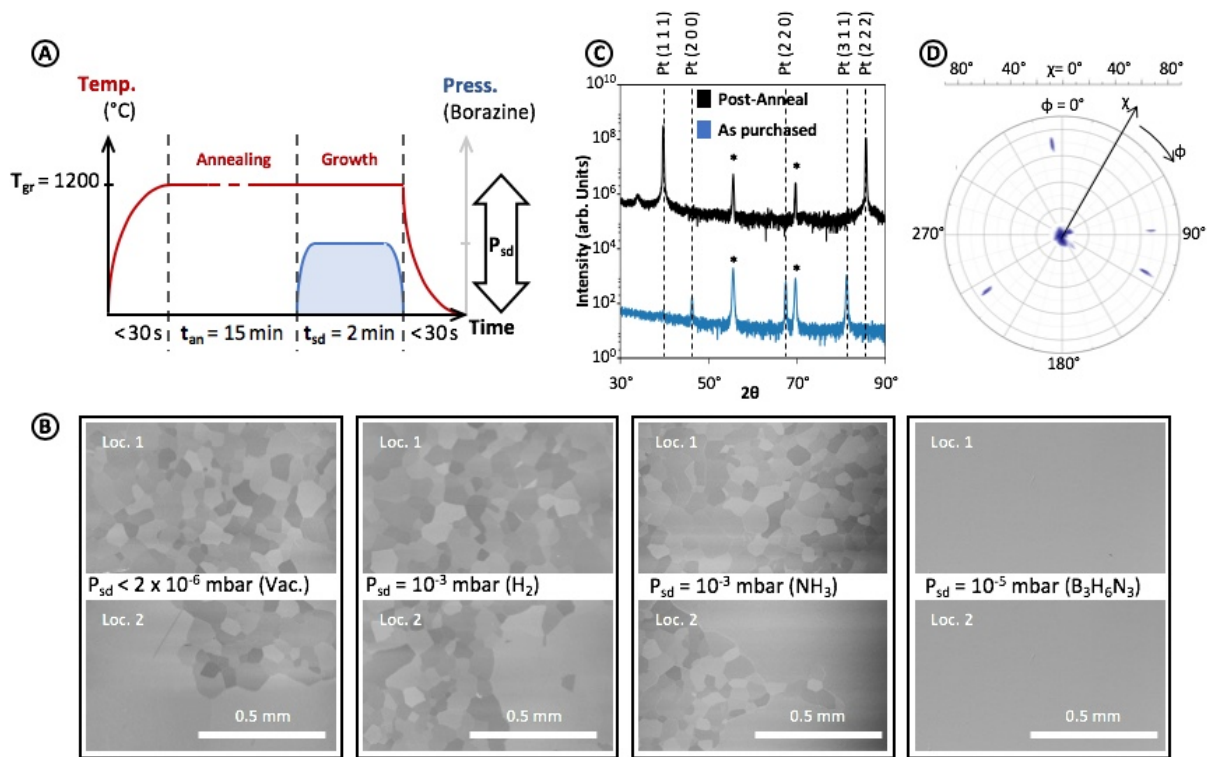 A
Temp.
(°C)
Press.
(Borazine)
Annealing
Growth
T_gr = 1200
P_sd
Time
<30 s
t_an = 15 min
t_sd = 2 min
<30 s
C
Pt (1 1 1)
Pt (2 0 0)
Pt (2 2 0)
Pt (3 1 1)
Pt (2 2 2)
Intensity (arb. Units)
10^10
10^8
10^6
10^4
10^2
10^0
Post-Anneal
As purchased
*
*
*
*
30°
50°
70°
90°
2θ
D
80°
40°
χ= 0°
40°
80°
ϕ = 0°
χ
ϕ
270°
90°
180°
B
Loc. 1
P_sd < 2 x 10^-6 mbar (Vac.)
Loc. 2
0.5 mm
Loc. 1
P_sd = 10^-3 mbar (H_2)
Loc. 2
0.5 mm
Loc. 1
P_sd = 10^-3 mbar (NH_3)
Loc. 2
0.5 mm
Loc. 1
P_sd = 10^-5 mbar (B_3H_6N_3)
Loc. 2
0.5 mm